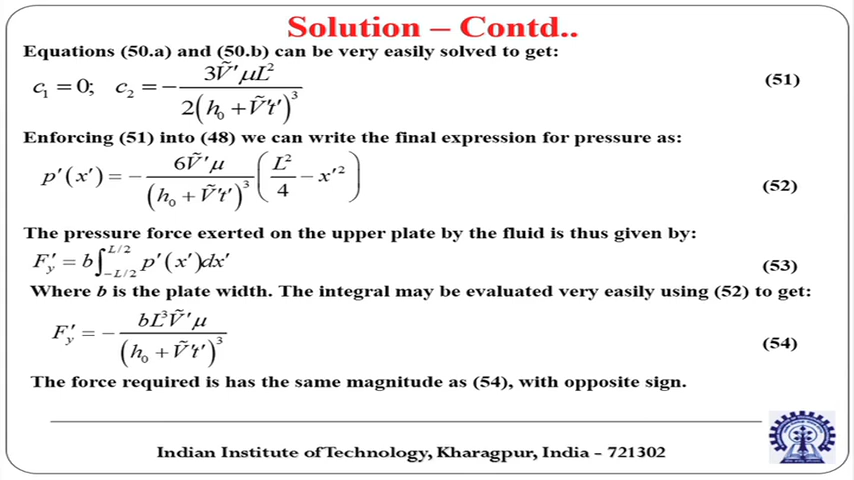 Solution – Contd..
Equations (50.a) and (50.b) can be very easily solved to get:
c₁ = 0; c₂ = −3Ṽ′μL² / 2(h₀ + Ṽ′t′)³ (51)
Enforcing (51) into (48) we can write the final expression for pressure as:
p′(x′) = −6Ṽ′μ / (h₀ + Ṽ′t′)³ (L²/4 − x′²) (52)
The pressure force exerted on the upper plate by the fluid is thus given by:
F′y = b∫_{−L/2}^{L/2} p′(x′)dx′ (53)
Where b is the plate width. The integral may be evaluated very easily using (52) to get:
F′y = −bL³Ṽ′μ / (h₀ + Ṽ′t′)³ (54)
The force required is has the same magnitude as (54), with opposite sign.
Indian Institute of Technology, Kharagpur, India – 721302